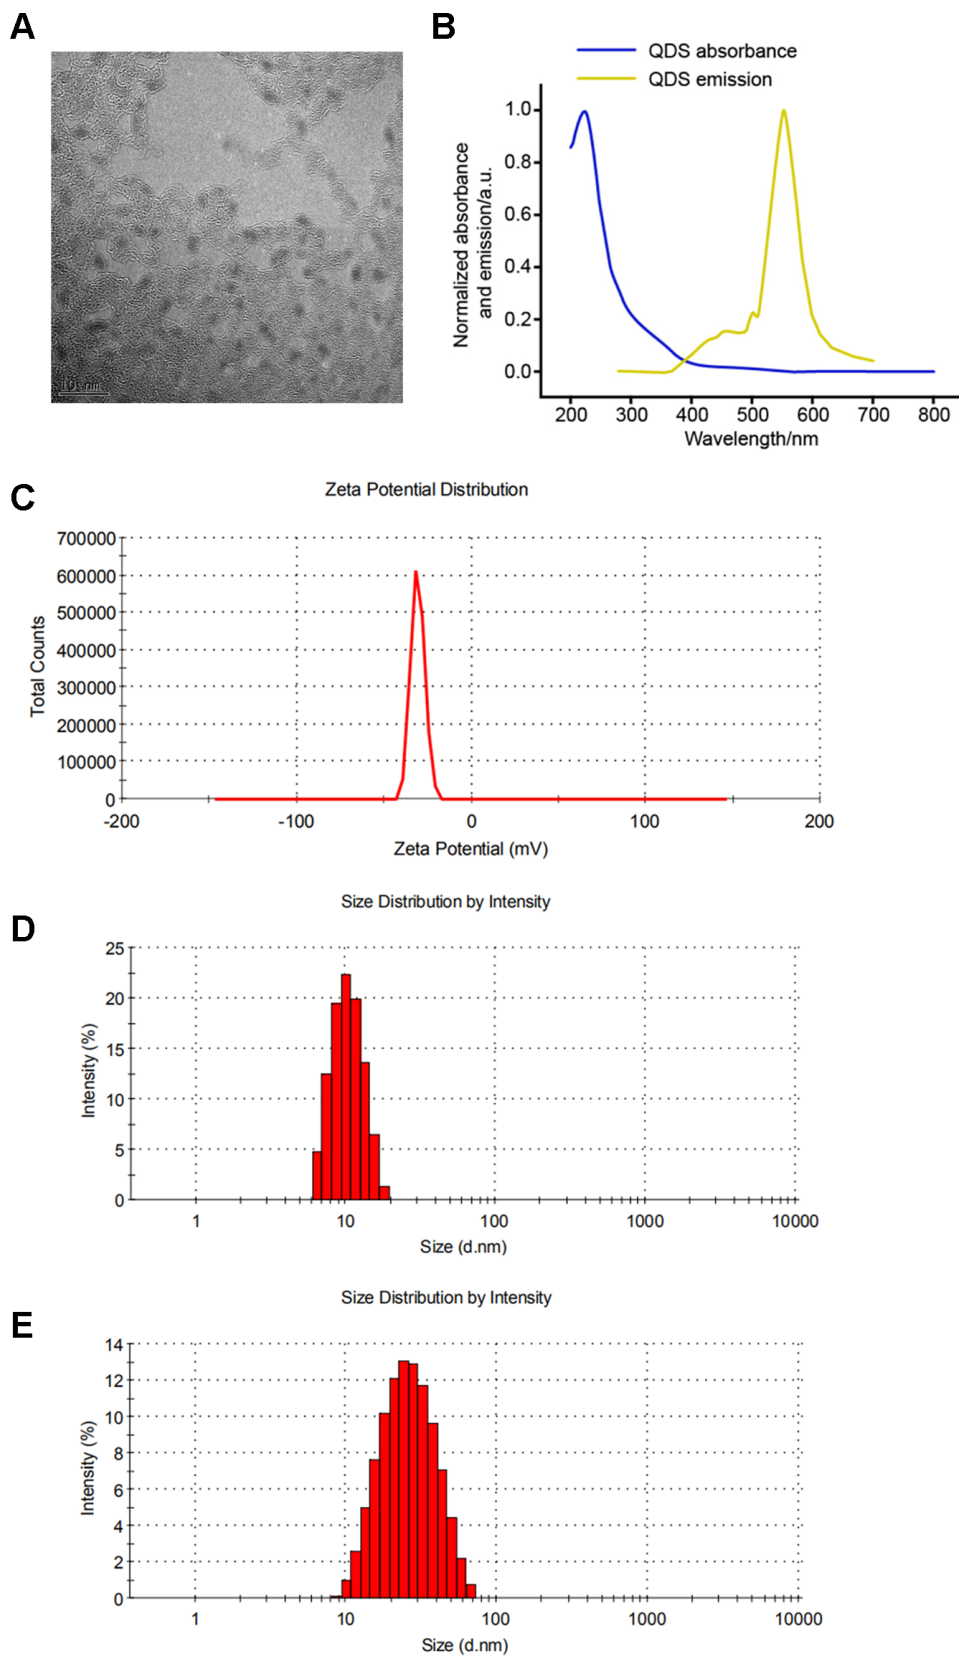 A
10 nm
B
QDS absorbance
QDS emission
Normalized absorbance
and emission/a.u.
1.0
0.8
0.6
0.4
0.2
0.0
200 300 400 500 600 700 800
Wavelength/nm
C
Zeta Potential Distribution
Total Counts
700000
600000
500000
400000
300000
200000
100000
0
-200 -100 0 100 200
Zeta Potential (mV)
D
Size Distribution by Intensity
Intensity (%)
25
20
15
10
5
0
1 10 100 1000 10000
Size (d.nm)
E
Size Distribution by Intensity
Intensity (%)
14
12
10
8
6
4
2
0
1 10 100 1000 10000
Size (d.nm)